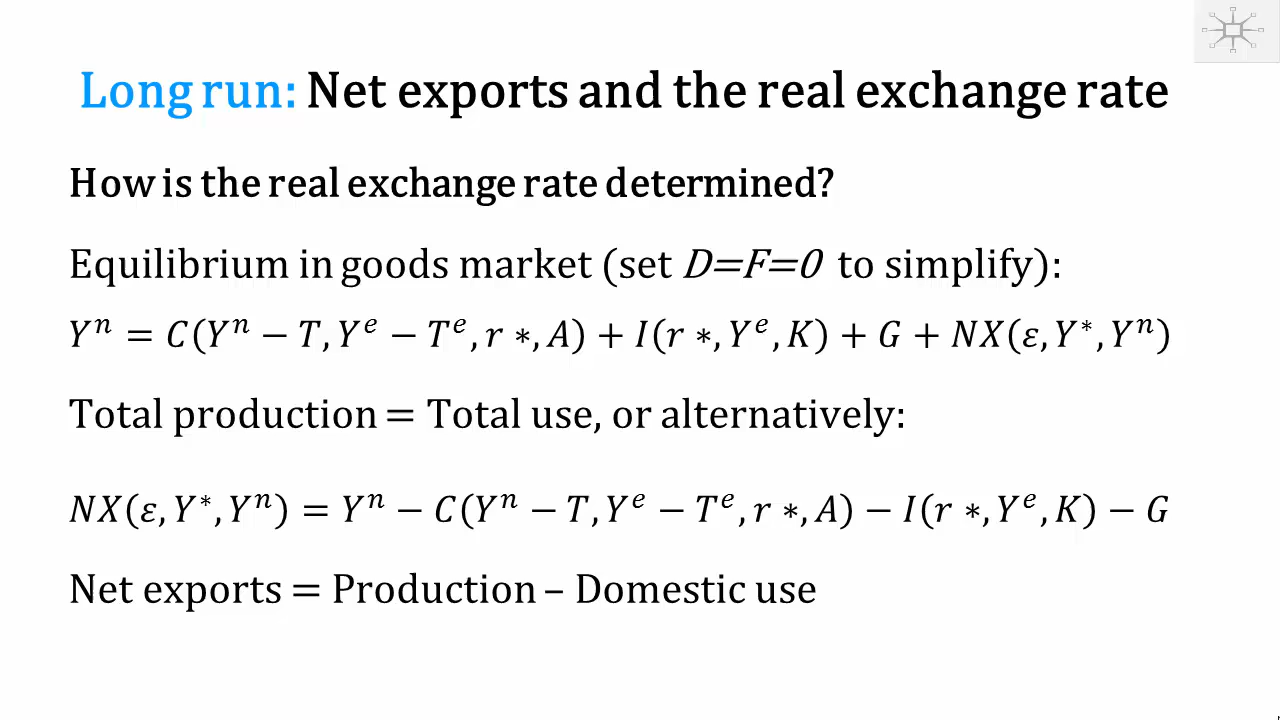 Long run: Net exports and the real exchange rate
How is the real exchange rate determined?
Equilibrium in goods market (set D=F=0 to simplify):
Yⁿ = C(Yⁿ − T, Yᵉ − Tᵉ, r ∗, A) + I(r ∗, Yᵉ, K) + G + NX(ε, Y*, Yⁿ)
Total production = Total use, or alternatively:
NX(ε, Y*, Yⁿ) = Yⁿ − C(Yⁿ − T, Yᵉ − Tᵉ, r ∗, A) − I(r ∗, Yᵉ, K) − G
Net exports = Production – Domestic use